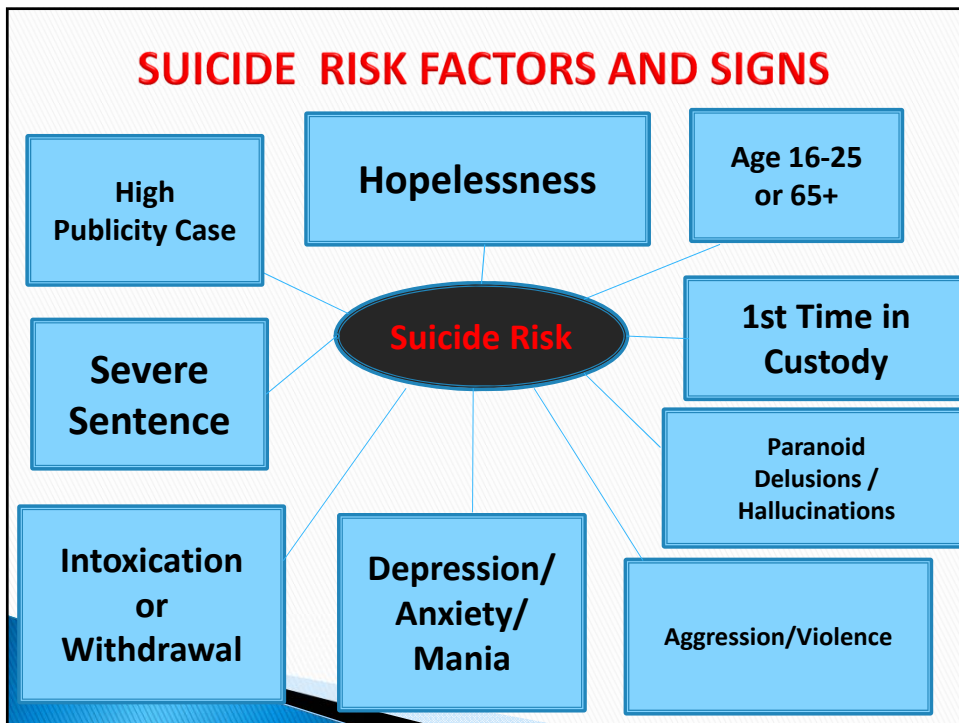 SUICIDE  RISK FACTORS AND SIGNS
High
Publicity Case
Hopelessness
Age 16-25
or 65+
Suicide Risk
1st Time in
Custody
Severe
Sentence
Paranoid
Delusions /
Hallucinations
Intoxication
or
Withdrawal
Depression/
Anxiety/
Mania
Aggression/Violence